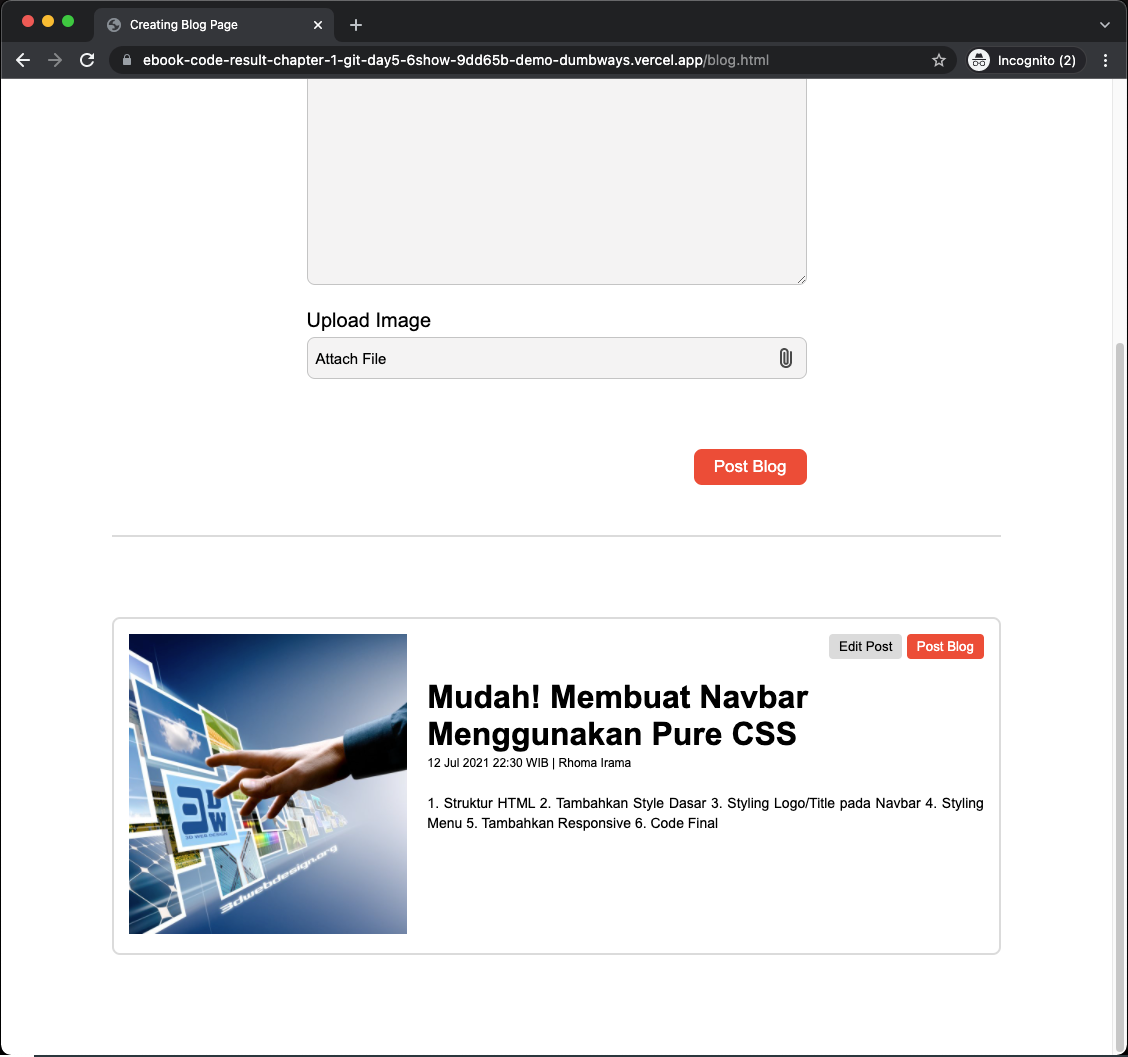 Creating Blog Page
ebook-code-result-chapter-1-git-day5-6show-9dd65b-demo-dumbways.vercel.app/blog.html
Incognito (2)
Upload Image
Attach File
Post Blog
Edit Post
Post Blog
Mudah! Membuat Navbar
Menggunakan Pure CSS
12 Jul 2021 22:30 WIB | Rhoma Irama
1. Struktur HTML 2. Tambahkan Style Dasar 3. Styling Logo/Title pada Navbar 4. Styling
Menu 5. Tambahkan Responsive 6. Code Final
3DW
3dwebdesign.org